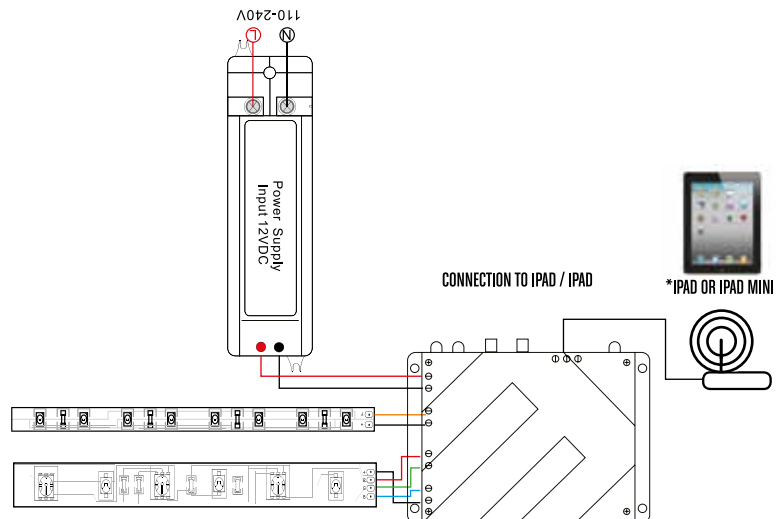 110-240V
L N
Power Supply
Input 12VDC
CONNECTION TO IPAD / IPAD
*IPAD OR IPAD MINI